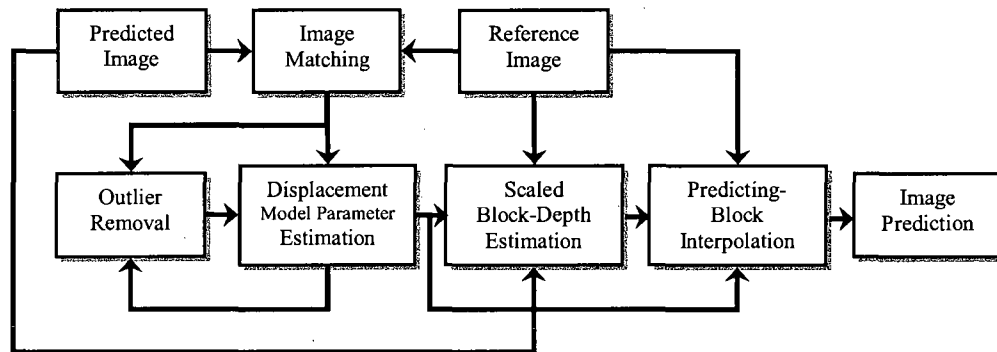 Predicted
Image
Image
Matching
Reference
Image
Outlier
Removal
Displacement
Model Parameter
Estimation
Scaled
Block-Depth
Estimation
Predicting-
Block
Interpolation
Image
Prediction